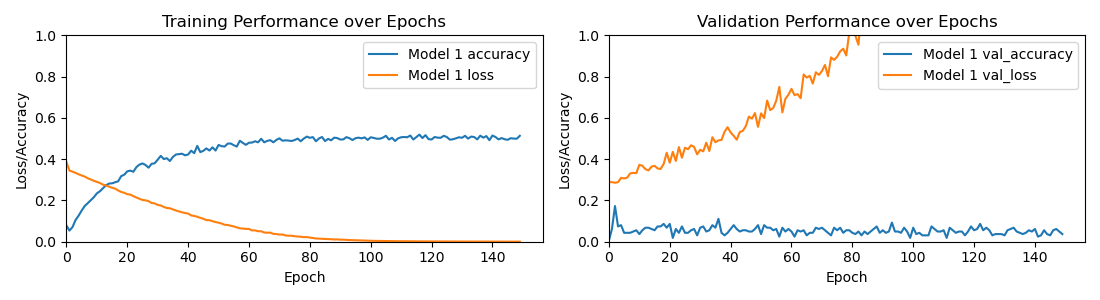 Training Performance over Epochs
Loss/Accuracy
1.0
0.8
0.6
0.4
0.2
0.0
Model 1 accuracy
Model 1 loss
0 20 40 60 80 100 120 140
Epoch
Validation Performance over Epochs
Loss/Accuracy
1.0
0.8
0.6
0.4
0.2
0.0
Model 1 val_accuracy
Model 1 val_loss
0 20 40 60 80 100 120 140
Epoch